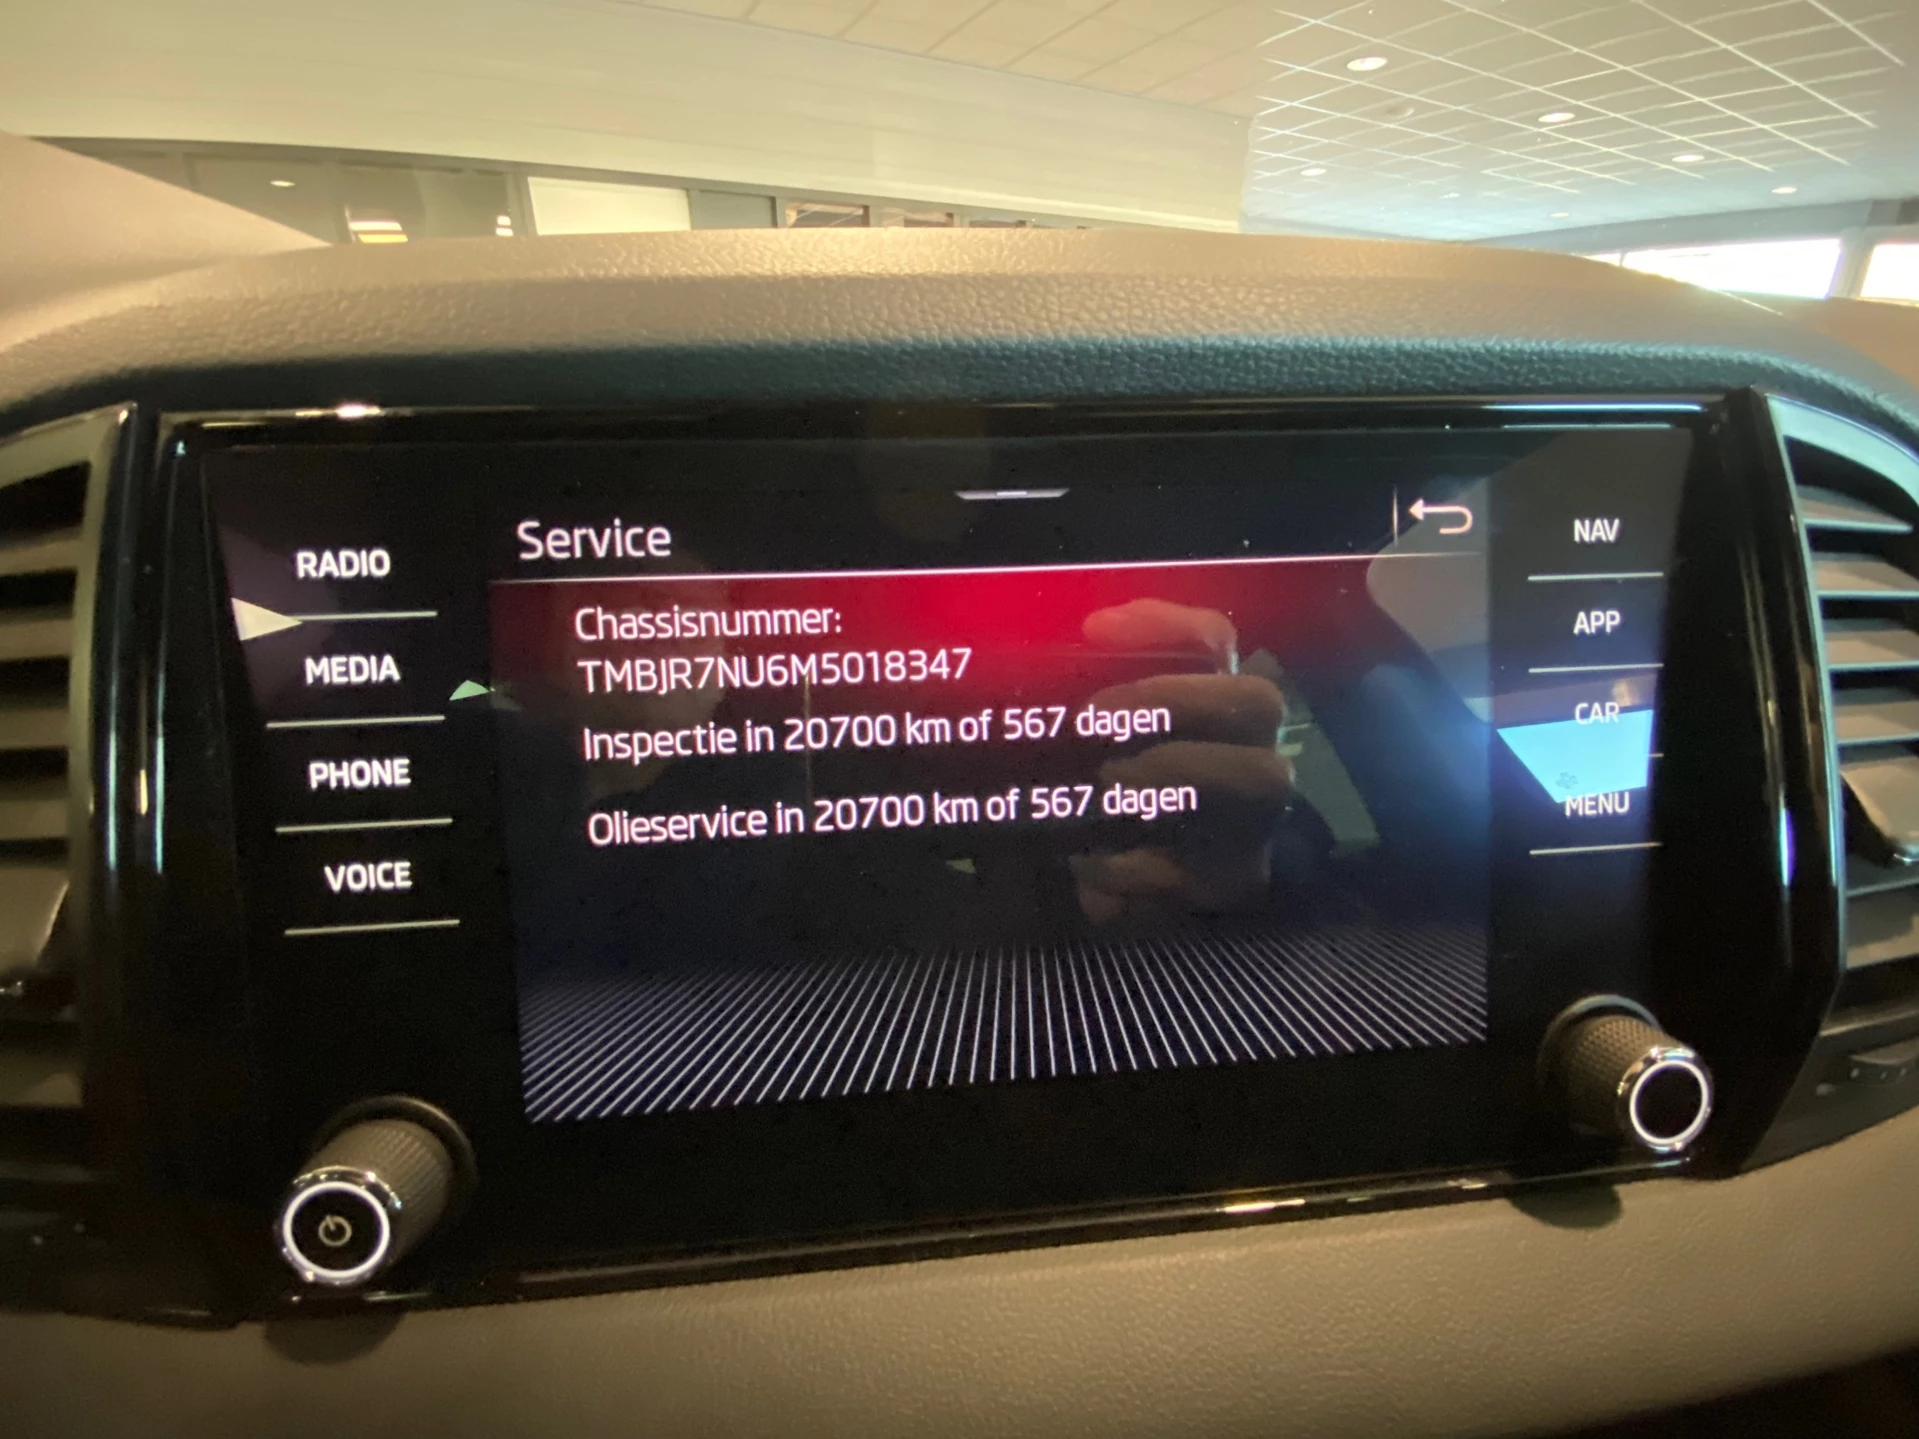 Service
RADIO
MEDIA
PHONE
VOICE
Chassisnummer:
TMBJR7NU6M5018347
Inspectie in 20700 km of 567 dagen
Olieservice in 20700 km of 567 dagen
NAV
APP
CAR
MENU